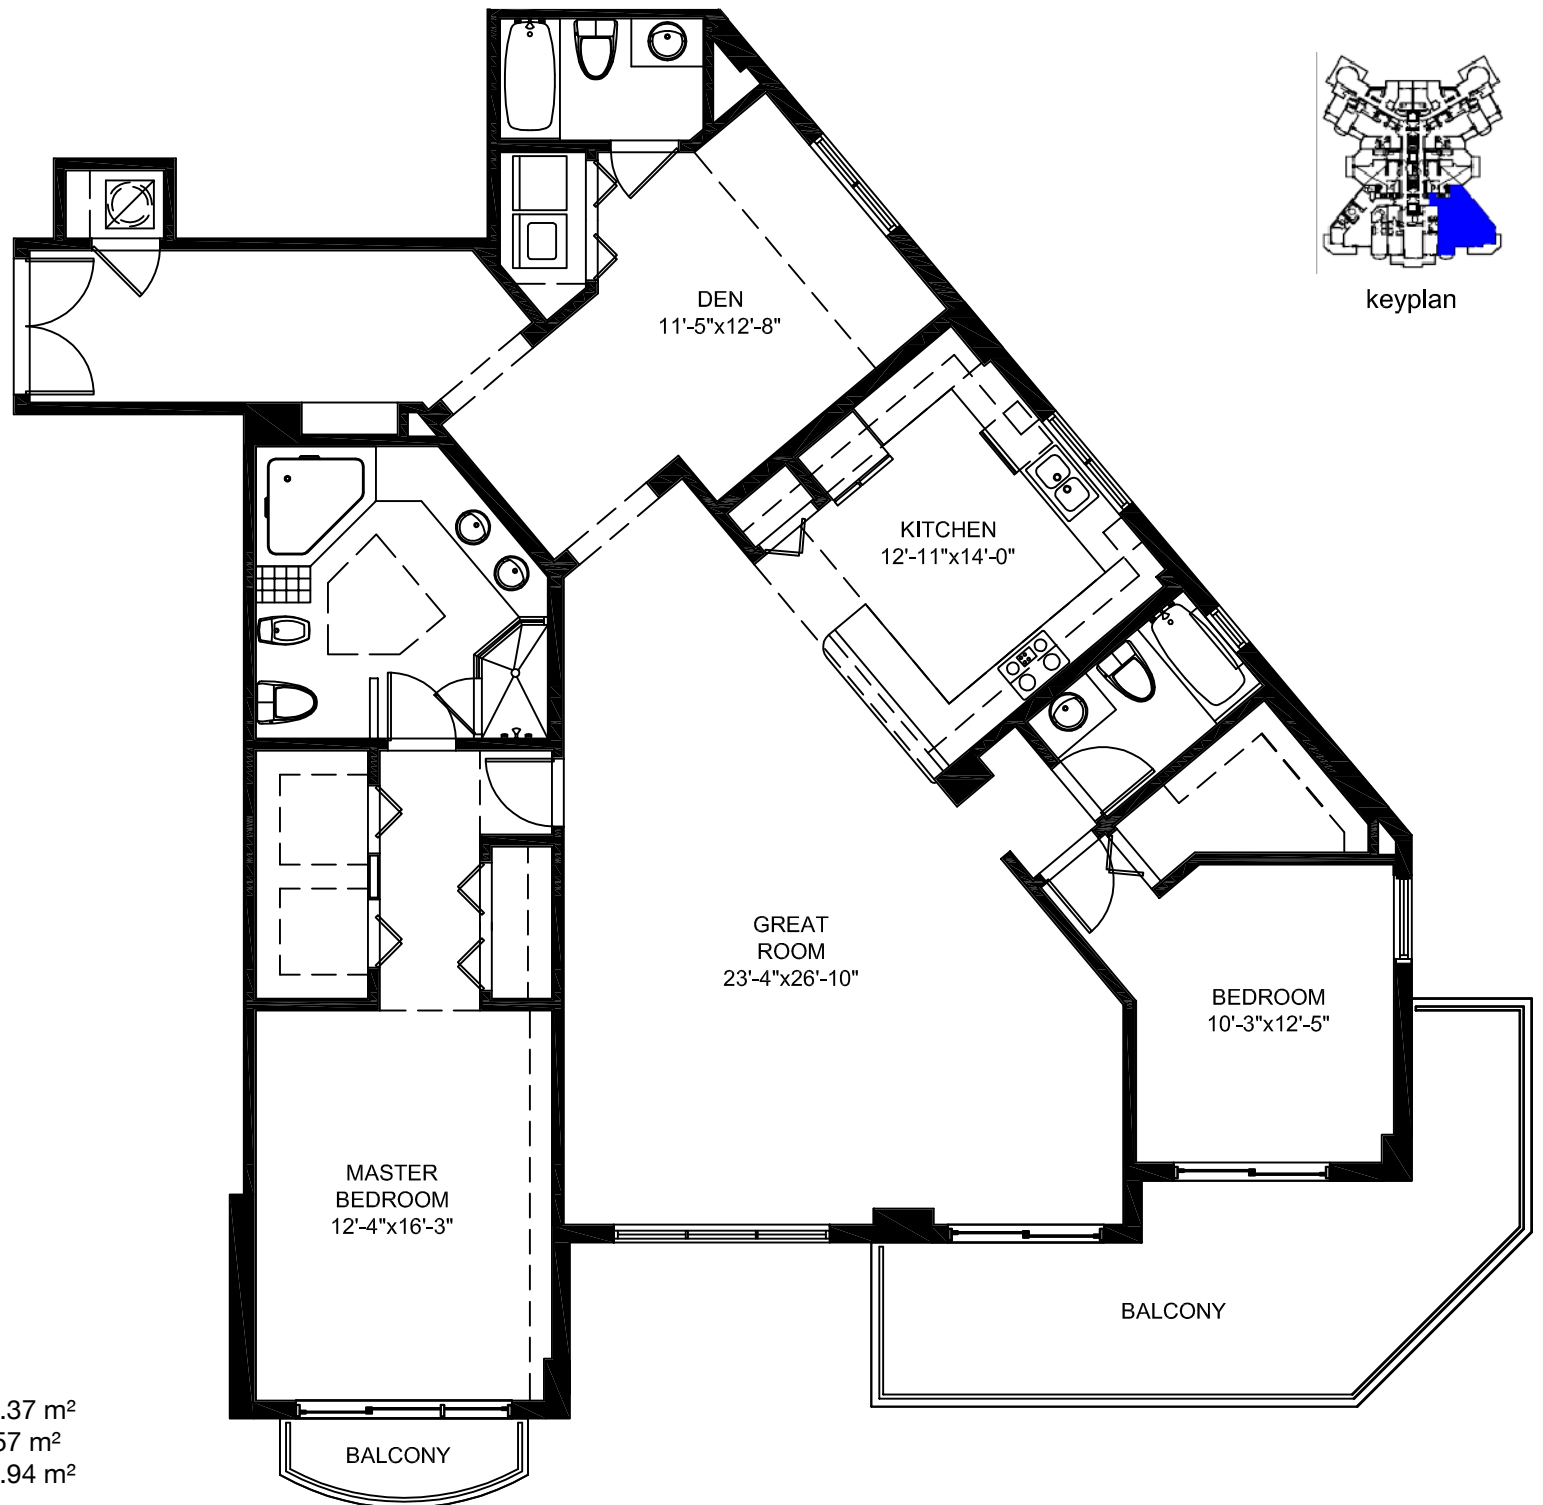 keyplan
DEN
11'-5"x12'-8"
KITCHEN
12'-11"x14'-0"
GREAT
ROOM
23'-4"x26'-10"
BEDROOM
10'-3"x12'-5"
MASTER
BEDROOM
12'-4"x16'-3"
BALCONY
BALCONY
.37 m²
57 m²
.94 m²